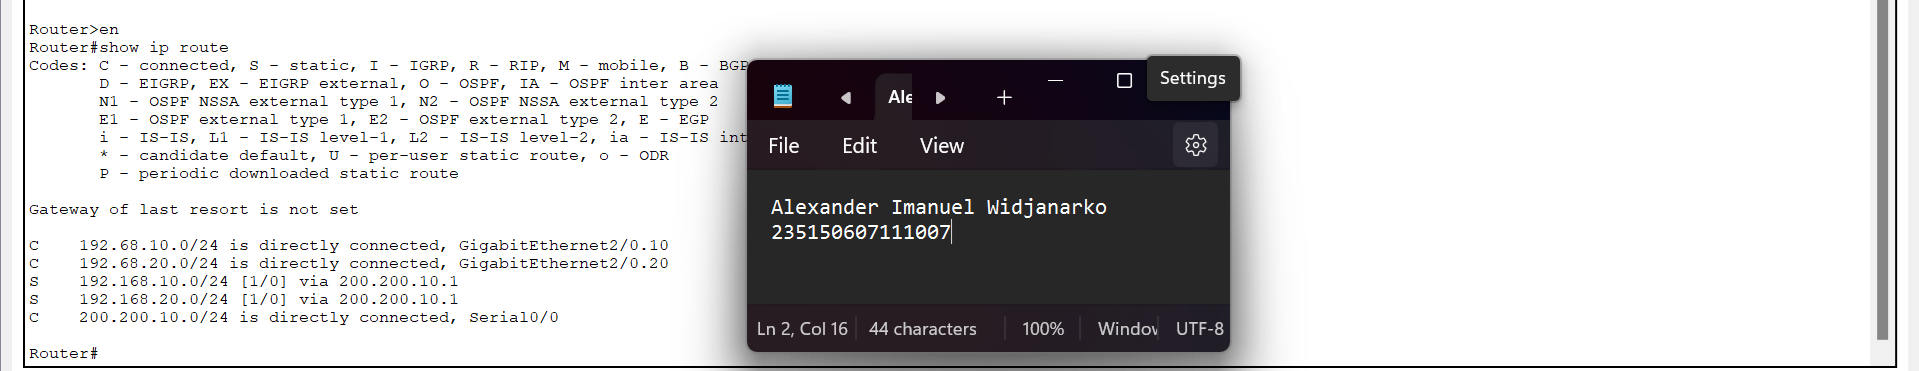 Router>en
Router#show ip route
Codes: C - connected, S - static, I - IGRP, R - RIP, M - mobile, B - BGP
D - EIGRP, EX - EIGRP external, O - OSPF, IA - OSPF inter area
N1 - OSPF NSSA external type 1, N2 - OSPF NSSA external type 2
E1 - OSPF external type 1, E2 - OSPF external type 2, E - EGP
i - IS-IS, L1 - IS-IS level-1, L2 - IS-IS level-2, ia - IS-IS int
* - candidate default, U - per-user static route, o - ODR
P - periodic downloaded static route
Gateway of last resort is not set
C 192.68.10.0/24 is directly connected, GigabitEthernet2/0.10
C 192.68.20.0/24 is directly connected, GigabitEthernet2/0.20
S 192.168.10.0/24 [1/0] via 200.200.10.1
S 192.168.20.0/24 [1/0] via 200.200.10.1
C 200.200.10.0/24 is directly connected, Serial0/0
Router#
Settings
Ale
File Edit View
Alexander Imanuel Widjanarko
235150607111007
Ln 2, Col 16 44 characters 100% Window UTF-8